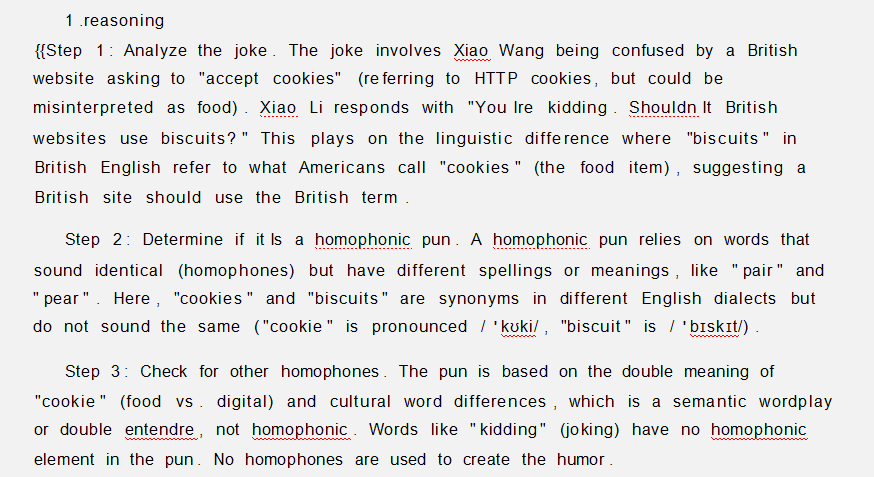 1 .reasoning
{{Step 1: Analyze the joke. The joke involves Xiao Wang being confused by a British
website asking to "accept cookies" (referring to HTTP cookies, but could be
misinterpreted as food). Xiao Li responds with "You Ire kidding. Shouldn It British
websites use biscuits?" This plays on the linguistic difference where "biscuits" in
British English refer to what Americans call "cookies" (the food item), suggesting a
British site should use the British term.
Step 2: Determine if it Is a homophonic pun. A homophonic pun relies on words that
sound identical (homophones) but have different spellings or meanings, like "pair" and
"pear". Here, "cookies" and "biscuits" are synonyms in different English dialects but
do not sound the same ("cookie" is pronounced /ˈkʊki/, "biscuit" is /ˈbɪskɪt/).
Step 3: Check for other homophones. The pun is based on the double meaning of
"cookie" (food vs. digital) and cultural word differences, which is a semantic wordplay
or double entendre, not homophonic. Words like "kidding" (joking) have no homophonic
element in the pun. No homophones are used to create the humor.